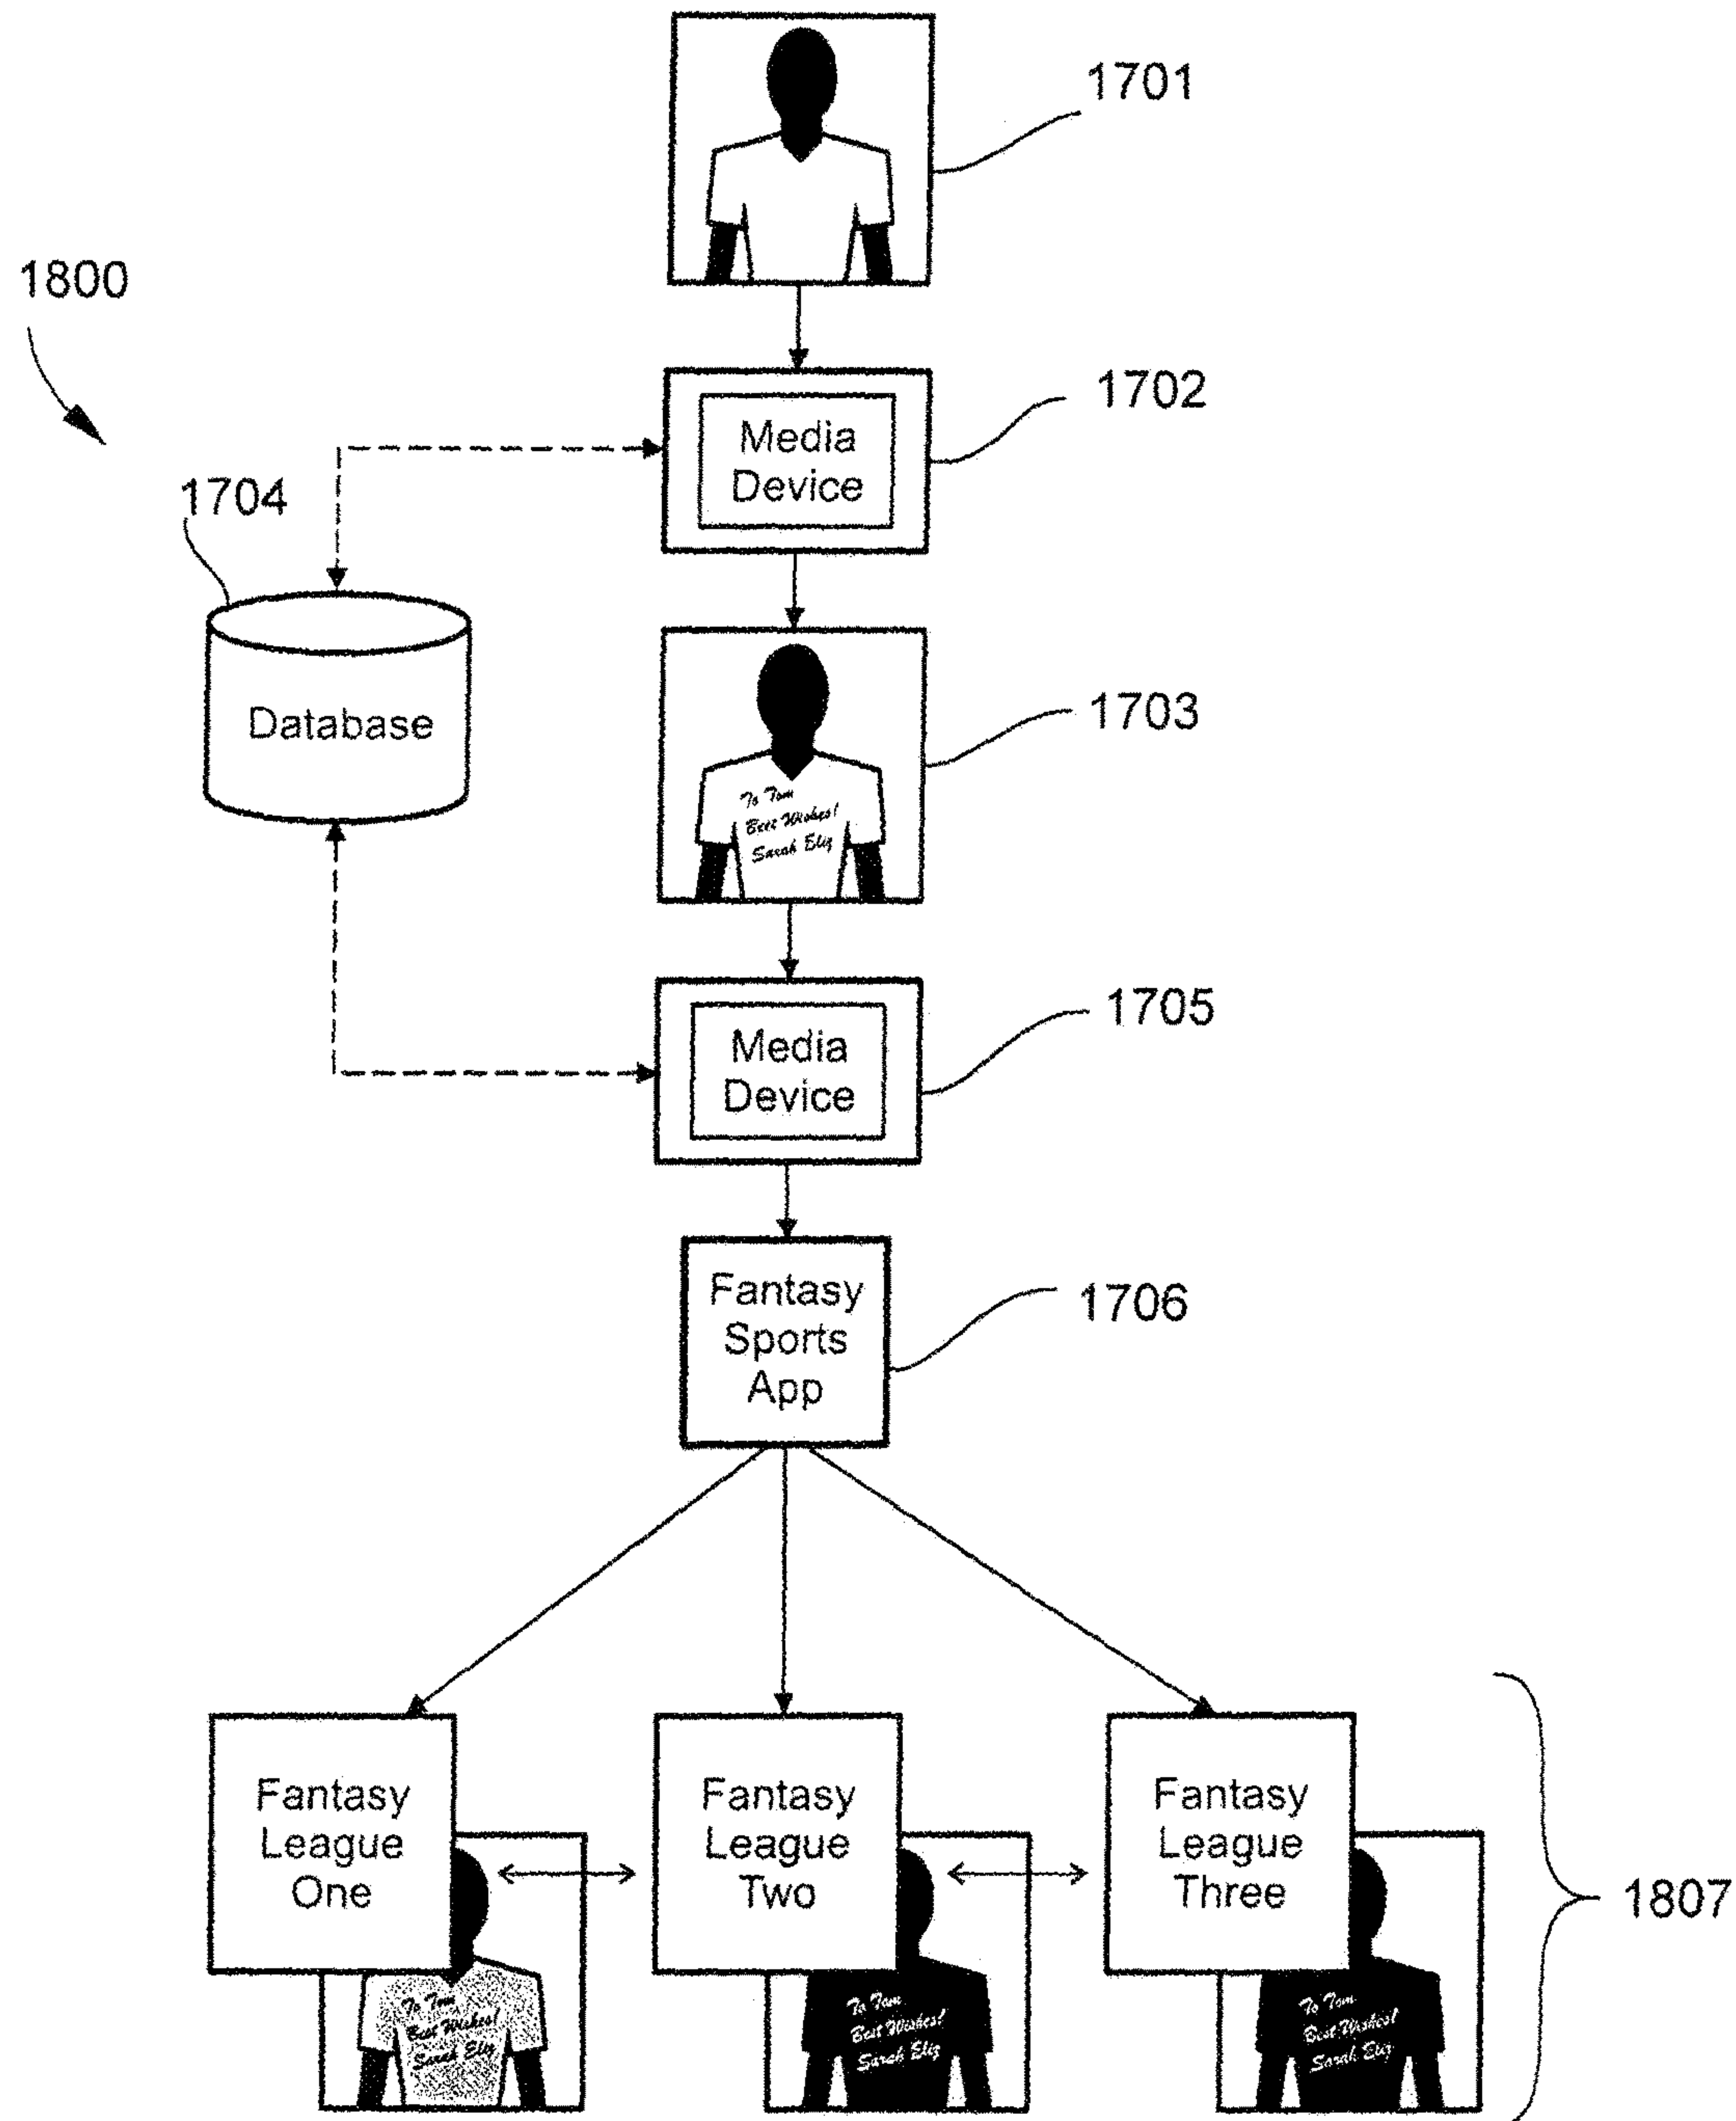 1701
1800
1702
Media
Device
1704
Database
1703
To Tom
Best Wishes!
Sarah Eliz
1705
Media
Device
1706
Fantasy
Sports
App
Fantasy
League
One
Fantasy
League
Two
Fantasy
League
Three
1807
To Tom
Best Wishes!
Sarah Eliz
To Tom
Best Wishes!
Sarah Eliz
To Tom
Best Wishes!
Sarah Eliz